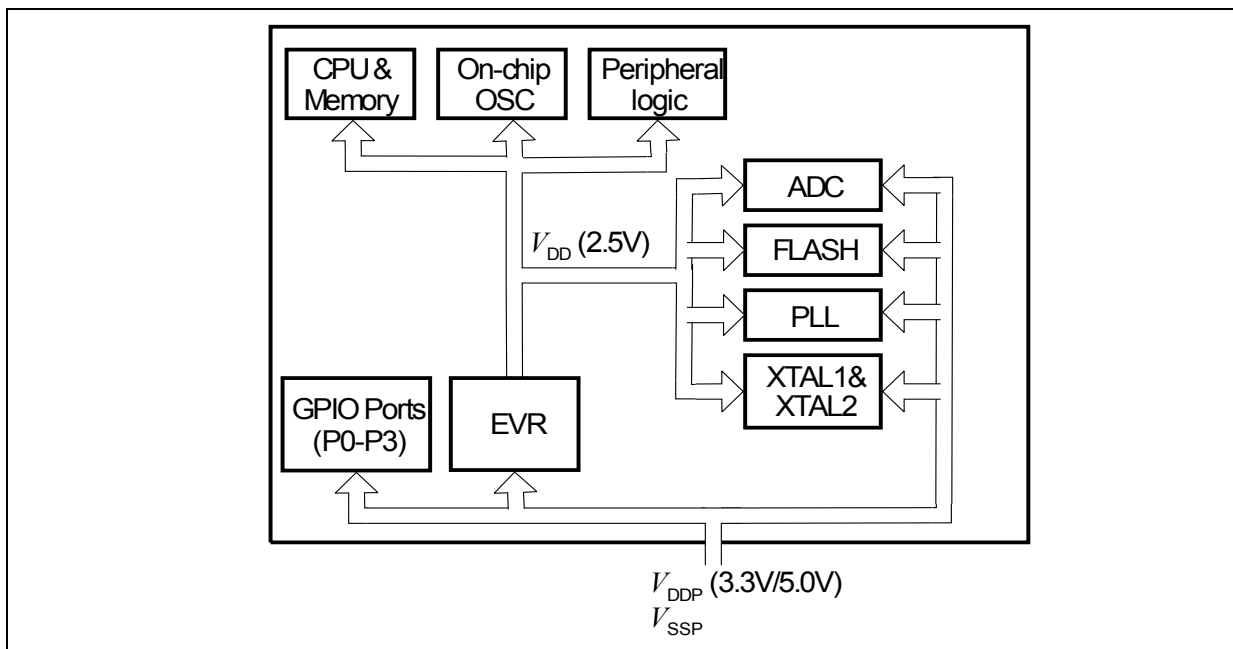 CPU &
Memory
On-chip
OSC
Peripheral
logic
ADC
VDD (2.5V)
FLASH
PLL
XTAL1&
XTAL2
GPIO Ports
(P0-P3)
EVR
VDDP (3.3V/5.0V)
VSSP